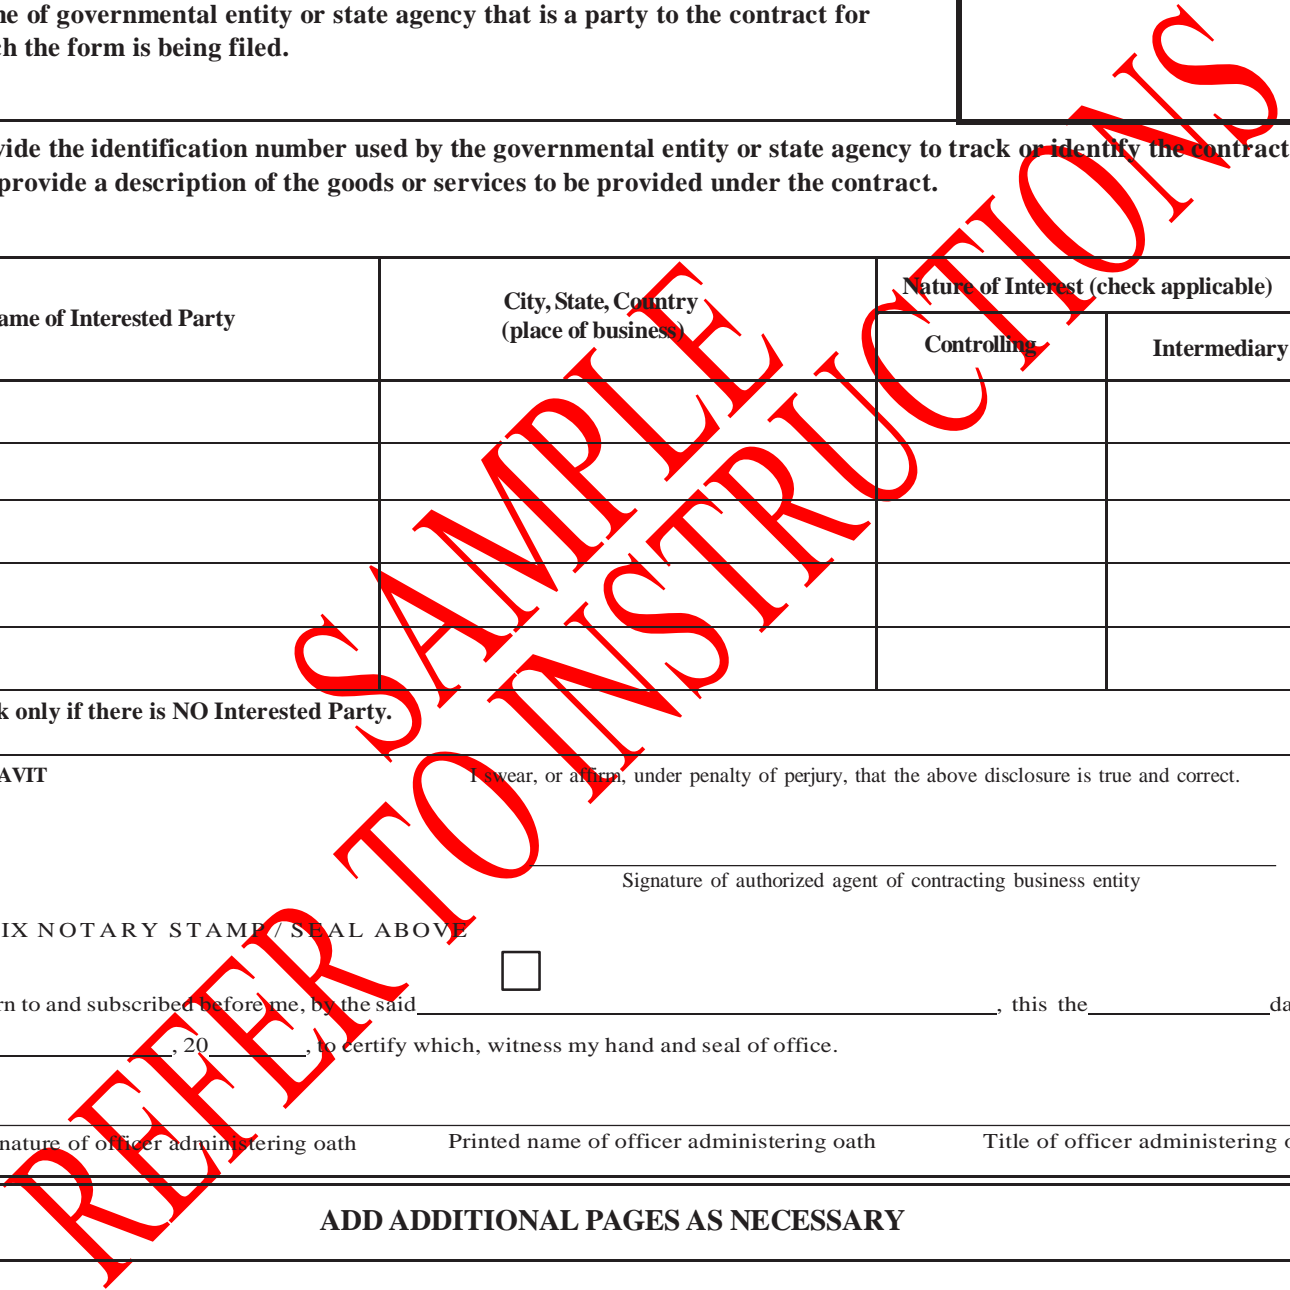 ne of governmental entity or state agency that is a party to the contract for
ch the form is being filed.
vide the identification number used by the governmental entity or state agency to track or identify the contract
provide a description of the goods or services to be provided under the contract.
ame of Interested Party
City, State, Country
(place of business)
Nature of Interest (check applicable)
Controlling
Intermediary
k only if there is NO Interested Party.
AVIT
I swear, or affirm, under penalty of perjury, that the above disclosure is true and correct.
Signature of authorized agent of contracting business entity
IX NOTARY STAMP / SEAL ABOVE
rn to and subscribed before me, by the said , this the da
, 20 , to certify which, witness my hand and seal of office.
nature of officer administering oath
Printed name of officer administering oath
Title of officer administering o
ADD ADDITIONAL PAGES AS NECESSARY
SAMPLE
REFER TO INSTRUCTIONS